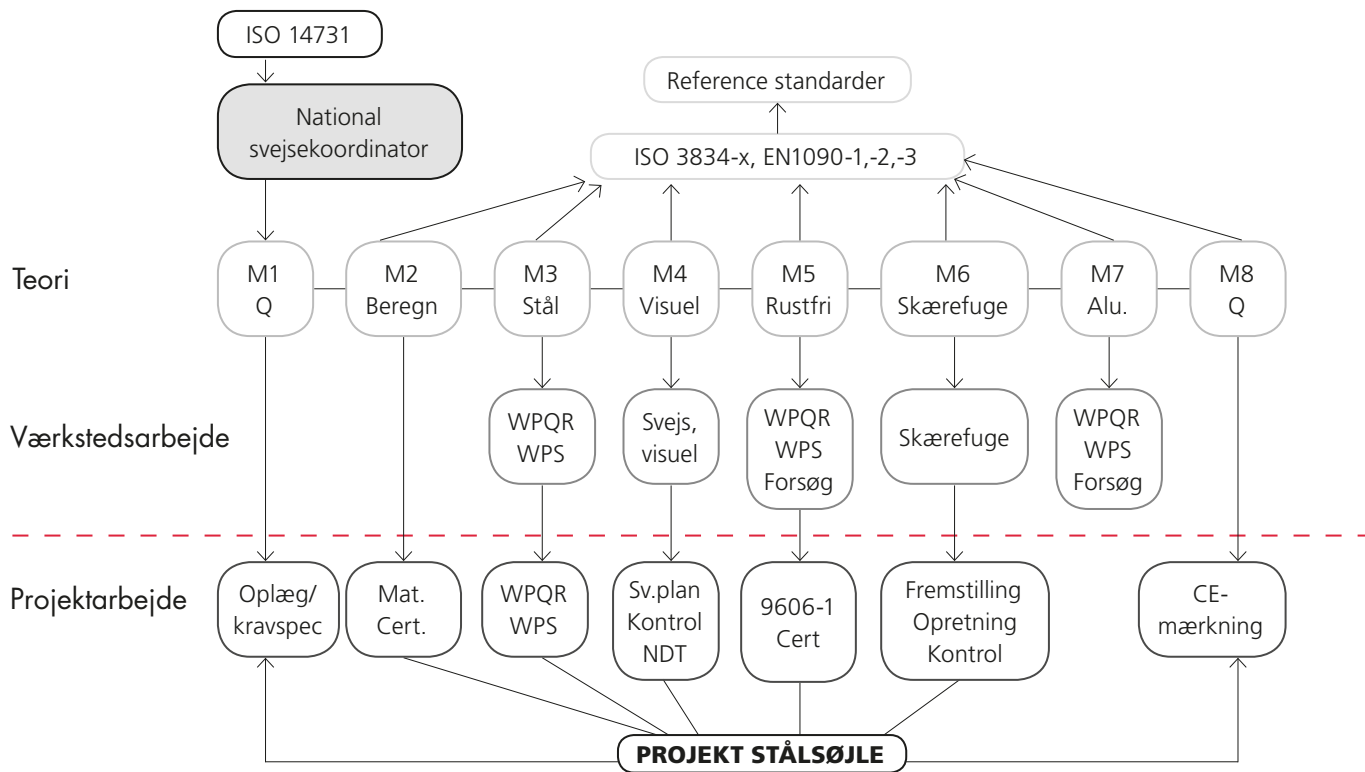 ISO 14731
National
svejsekoordinator
Reference standarder
ISO 3834-x, EN1090-1,-2,-3
Teori
M1
Q
M2
Beregn
M3
Stål
M4
Visuel
M5
Rustfri
M6
Skærefuge
M7
Alu.
M8
Q
Værkstedsarbejde
WPQR
WPS
Svejs,
visuel
WPQR
WPS
Forsøg
Skærefuge
WPQR
WPS
Forsøg
Projektarbejde
Oplæg/
kravspec
Mat.
Cert.
WPQR
WPS
Sv.plan
Kontrol
NDT
9606-1
Cert
Fremstilling
Opretning
Kontrol
CE-
mærkning
PROJEKT STÅLSØJLE